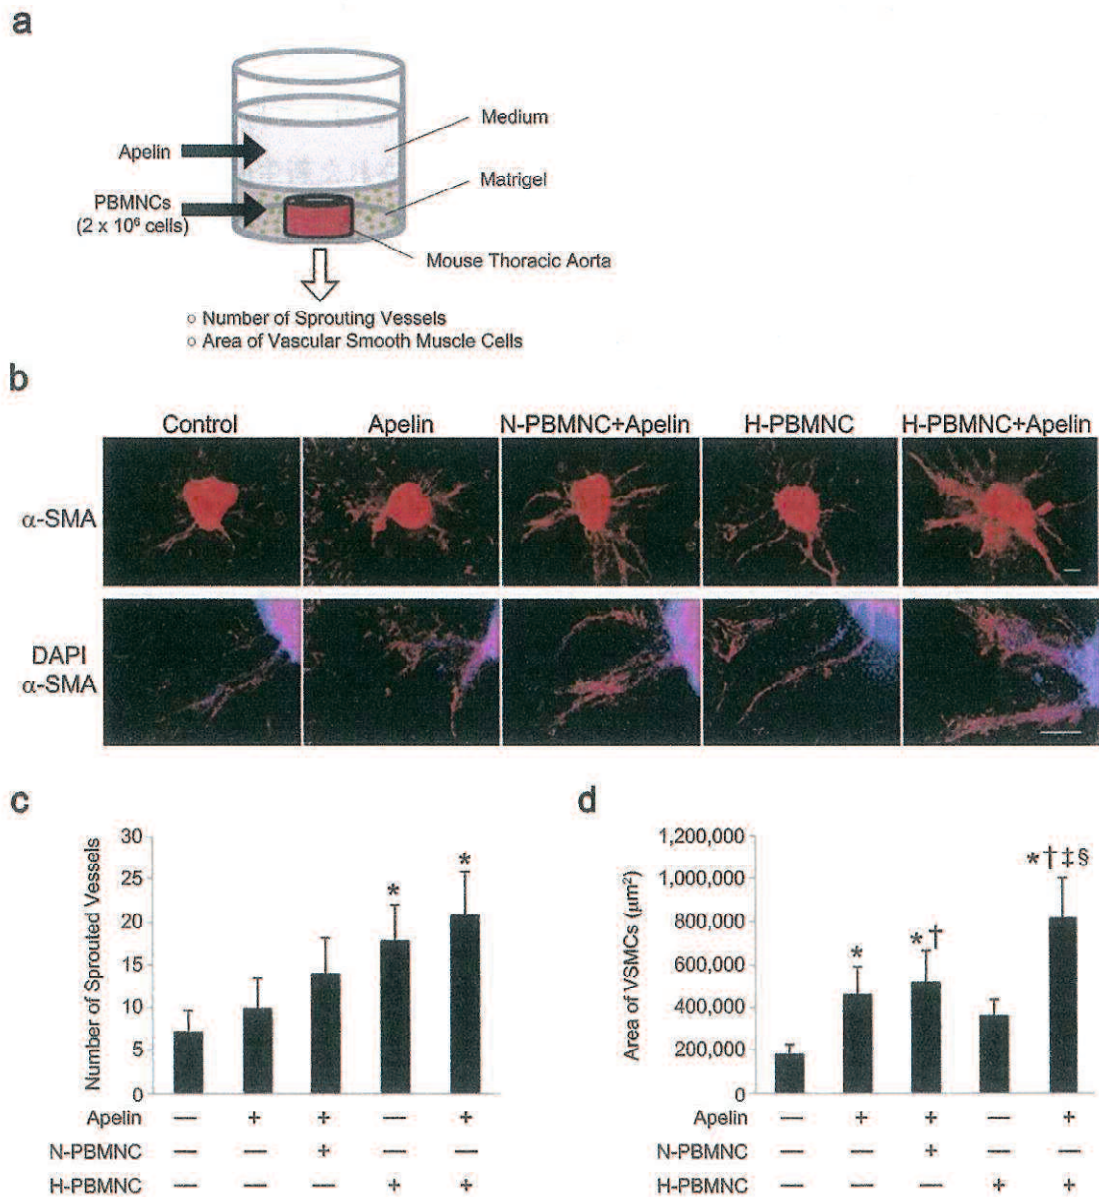 a
Apelin
PBMNCs
(2 x 10⁶ cells)
Medium
Matrigel
Mouse Thoracic Aorta
○ Number of Sprouting Vessels
○ Area of Vascular Smooth Muscle Cells
b
Control Apelin N-PBMNC+Apelin H-PBMNC H-PBMNC+Apelin
α-SMA
DAPI
α-SMA
c
Number of Sprouted Vessels
30
25
20
15
10
5
0
* *
Apelin — + + — +
N-PBMNC — — + — —
H-PBMNC — — — + +
d
Area of VSMCs (μm²)
1,200,000
1,000,000
800,000
600,000
400,000
200,000
0
* *† *†‡§
Apelin — + + — +
N-PBMNC — — + — —
H-PBMNC — — — + +